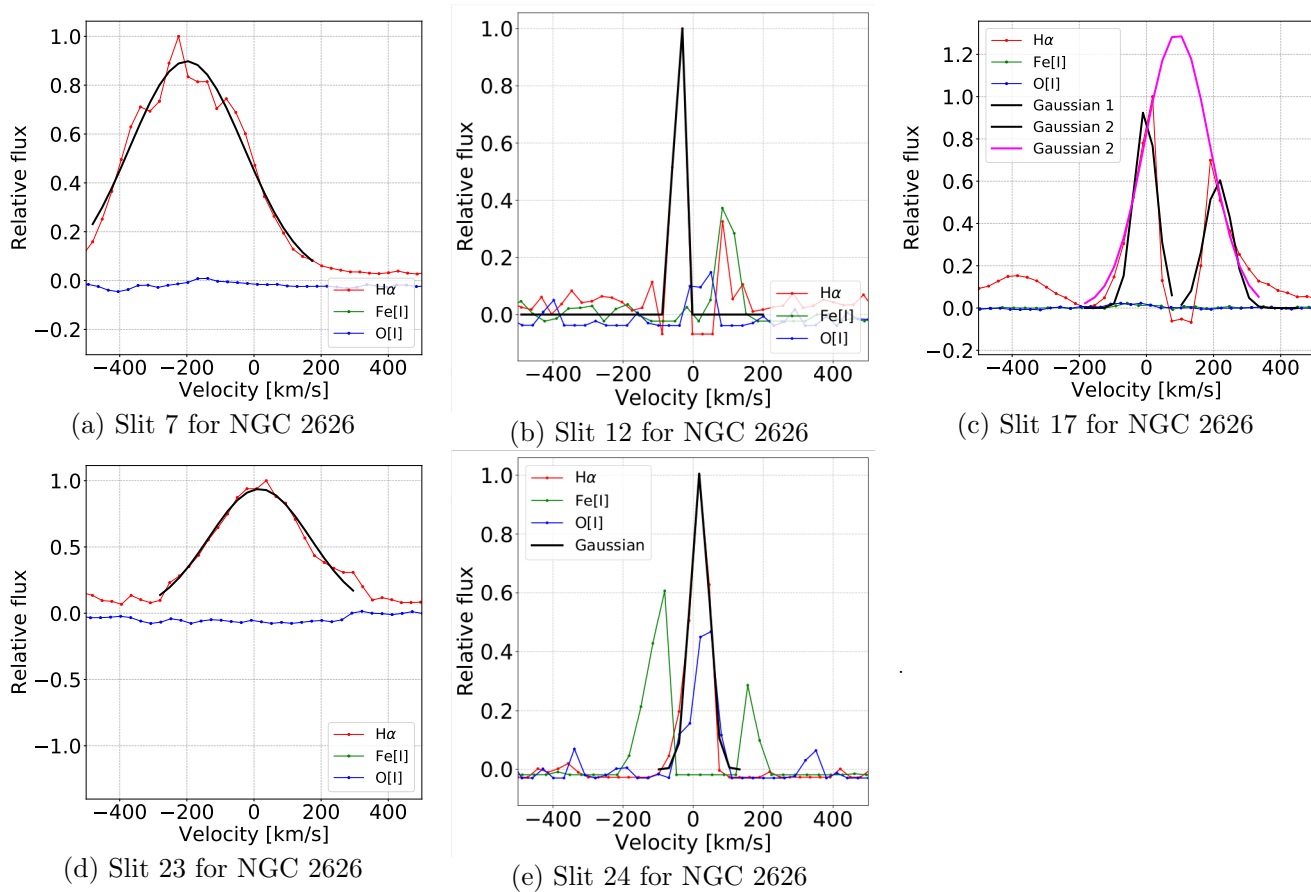 1.0
0.8
0.6
0.4
0.2
0.0
−0.2
Relative flux
−400 −200 0 200 400
Velocity [km/s]
Hα
Fe[I]
O[I]
(a) Slit 7 for NGC 2626
1.0
0.8
0.6
0.4
0.2
0.0
Relative flux
−400 −200 0 200 400
Velocity [km/s]
Hα
Fe[I]
O[I]
(b) Slit 12 for NGC 2626
1.2
1.0
0.8
0.6
0.4
0.2
0.0
−0.2
Relative flux
−400 −200 0 200 400
Velocity [km/s]
Hα
Fe[I]
O[I]
Gaussian 1
Gaussian 2
Gaussian 2
(c) Slit 17 for NGC 2626
1.0
0.5
0.0
−0.5
−1.0
Relative flux
−400 −200 0 200 400
Velocity [km/s]
Hα
Fe[I]
O[I]
(d) Slit 23 for NGC 2626
1.0
0.8
0.6
0.4
0.2
0.0
Relative flux
−400 −200 0 200 400
Velocity [km/s]
Hα
Fe[I]
O[I]
Gaussian
(e) Slit 24 for NGC 2626
.